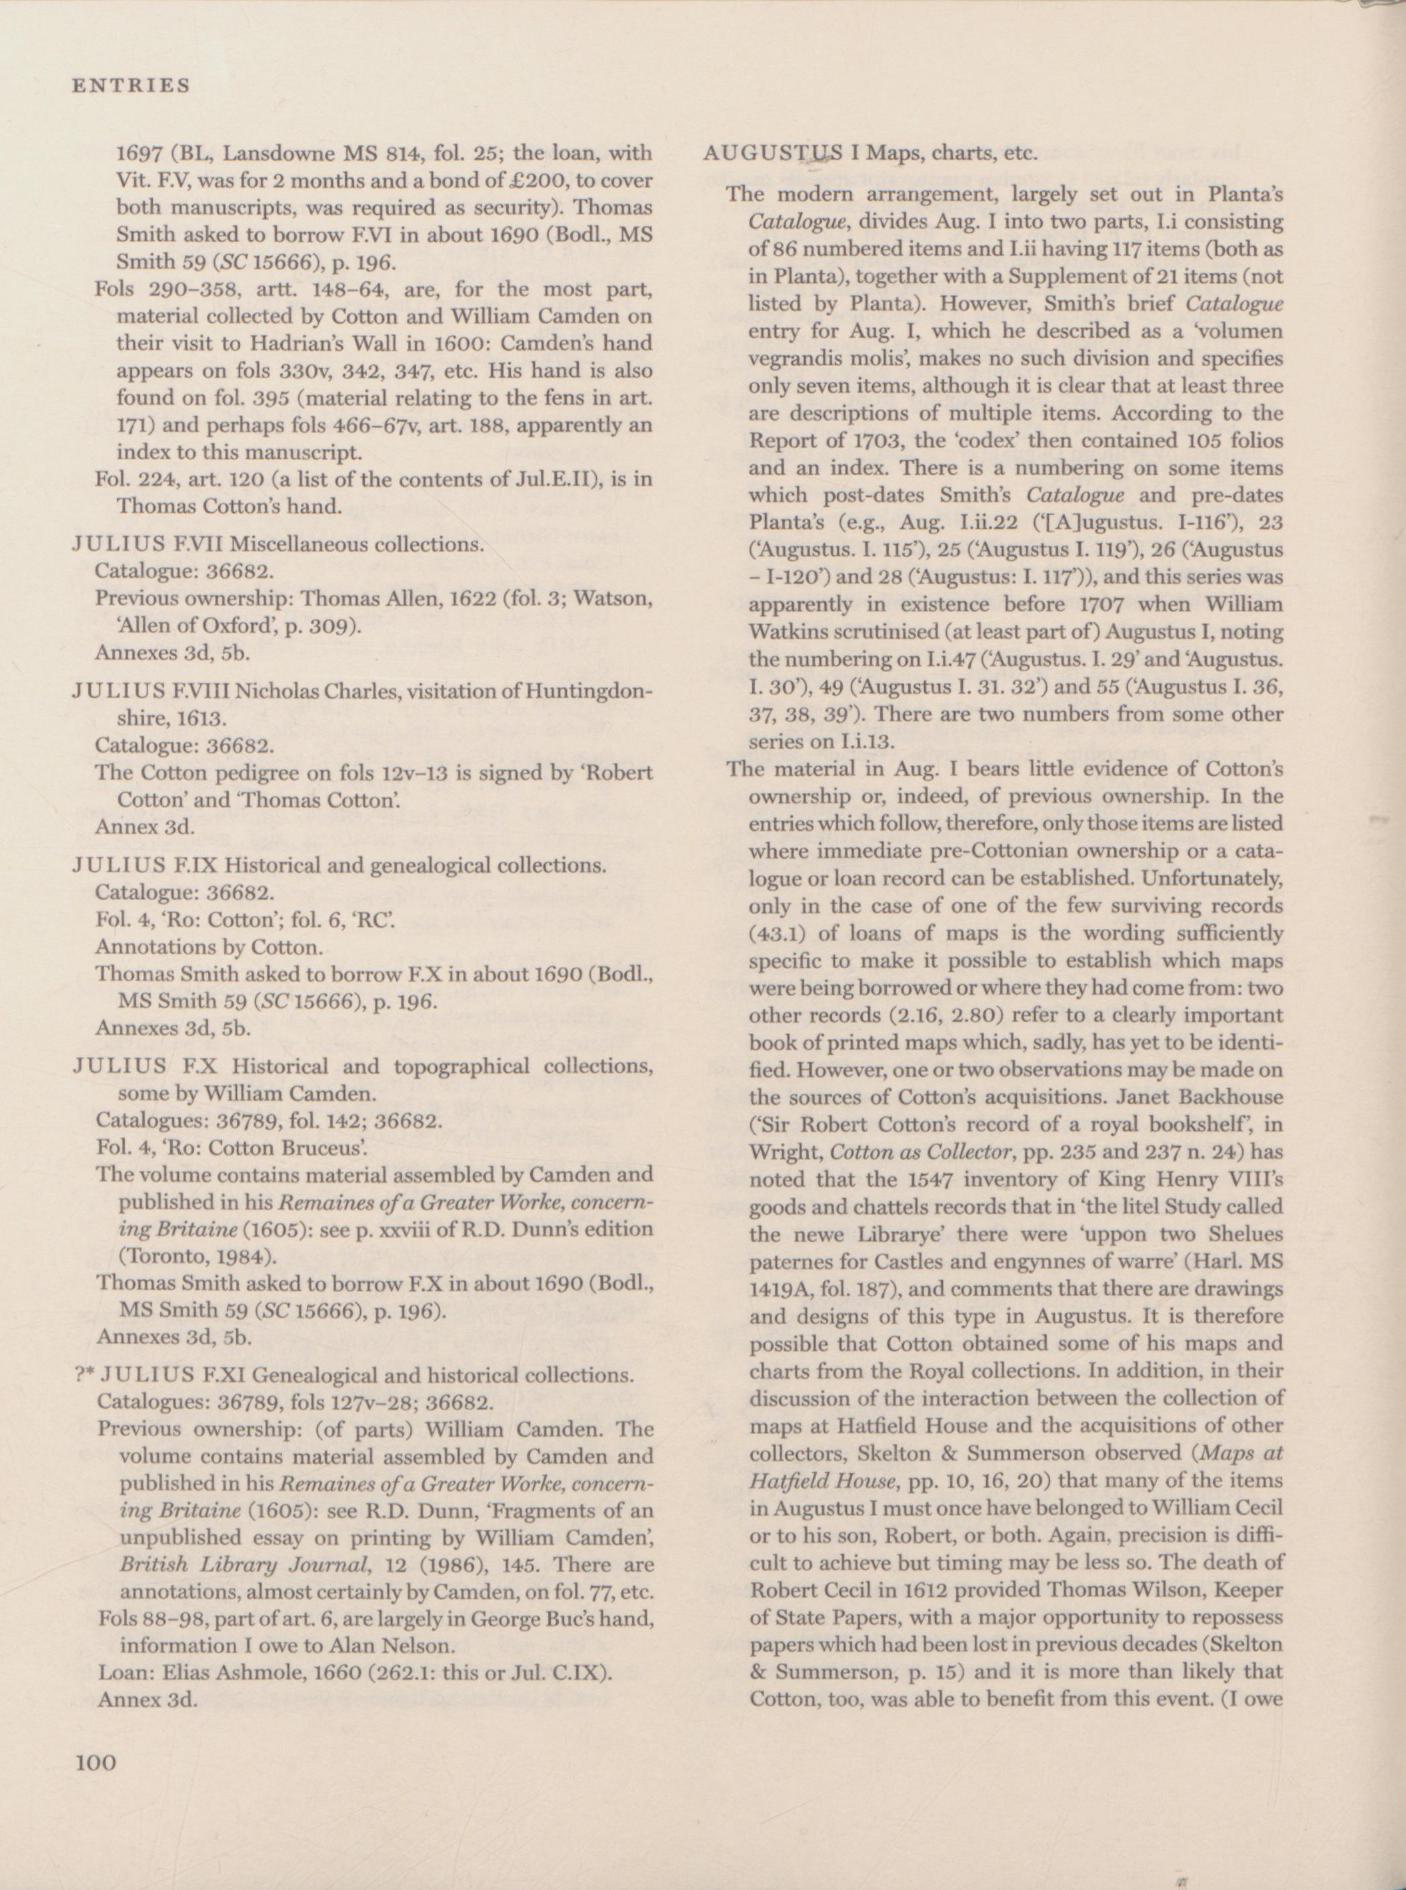 ENTRIES
1697 (BL, Lansdowne MS 814, fol. 25; the loan, with
Vit. F.V, was for 2 months and a bond of £200, to cover
both manuscripts, was required as security). Thomas
Smith asked to borrow F.VI in about 1690 (Bodl., MS
Smith 59 (SC 15666), p. 196.
Fols 290–358, artt. 148–64, are, for the most part,
material collected by Cotton and William Camden on
their visit to Hadrian's Wall in 1600: Camden's hand
appears on fols 330v, 342, 347, etc. His hand is also
found on fol. 395 (material relating to the fens in art.
171) and perhaps fols 466–67v, art. 188, apparently an
index to this manuscript.
Fol. 224, art. 120 (a list of the contents of Jul.E.II), is in
Thomas Cotton's hand.
JULIUS F.VII Miscellaneous collections.
Catalogue: 36682.
Previous ownership: Thomas Allen, 1622 (fol. 3; Watson,
'Allen of Oxford', p. 309).
Annexes 3d, 5b.
JULIUS F.VIII Nicholas Charles, visitation of Huntingdon-
shire, 1613.
Catalogue: 36682.
The Cotton pedigree on fols 12v–13 is signed by 'Robert
Cotton' and 'Thomas Cotton'.
Annex 3d.
JULIUS F.IX Historical and genealogical collections.
Catalogue: 36682.
Fol. 4, 'Ro: Cotton'; fol. 6, 'RC'.
Annotations by Cotton.
Thomas Smith asked to borrow F.X in about 1690 (Bodl.,
MS Smith 59 (SC 15666), p. 196.
Annexes 3d, 5b.
JULIUS F.X Historical and topographical collections,
some by William Camden.
Catalogues: 36789, fol. 142; 36682.
Fol. 4, 'Ro: Cotton Bruceus'.
The volume contains material assembled by Camden and
published in his Remaines of a Greater Worke, concern-
ing Britaine (1605): see p. xxviii of R.D. Dunn's edition
(Toronto, 1984).
Thomas Smith asked to borrow F.X in about 1690 (Bodl.,
MS Smith 59 (SC 15666), p. 196).
Annexes 3d, 5b.
?* JULIUS F.XI Genealogical and historical collections.
Catalogues: 36789, fols 127v–28; 36682.
Previous ownership: (of parts) William Camden. The
volume contains material assembled by Camden and
published in his Remaines of a Greater Worke, concern-
ing Britaine (1605): see R.D. Dunn, 'Fragments of an
unpublished essay on printing by William Camden',
British Library Journal, 12 (1986), 145. There are
annotations, almost certainly by Camden, on fol. 77, etc.
Fols 88–98, part of art. 6, are largely in George Buc's hand,
information I owe to Alan Nelson.
Loan: Elias Ashmole, 1660 (262.1: this or Jul. C.IX).
Annex 3d.
100
AUGUSTUS I Maps, charts, etc.
The modern arrangement, largely set out in Planta's
Catalogue, divides Aug. I into two parts, I.i consisting
of 86 numbered items and I.ii having 117 items (both as
in Planta), together with a Supplement of 21 items (not
listed by Planta). However, Smith's brief Catalogue
entry for Aug. I, which he described as a 'volumen
vegrandis molis', makes no such division and specifies
only seven items, although it is clear that at least three
are descriptions of multiple items. According to the
Report of 1703, the 'codex' then contained 105 folios
and an index. There is a numbering on some items
which post-dates Smith's Catalogue and pre-dates
Planta's (e.g., Aug. I.ii.22 ('[A]ugustus. I-116'), 23
('Augustus. I. 115'), 25 ('Augustus I. 119'), 26 ('Augustus
– I-120') and 28 ('Augustus: I. 117')), and this series was
apparently in existence before 1707 when William
Watkins scrutinised (at least part of) Augustus I, noting
the numbering on I.i.47 ('Augustus. I. 29' and 'Augustus.
I. 30'), 49 ('Augustus I. 31. 32') and 55 ('Augustus I. 36,
37, 38, 39'). There are two numbers from some other
series on I.i.13.
The material in Aug. I bears little evidence of Cotton's
ownership or, indeed, of previous ownership. In the
entries which follow, therefore, only those items are listed
where immediate pre-Cottonian ownership or a cata-
logue or loan record can be established. Unfortunately,
only in the case of one of the few surviving records
(43.1) of loans of maps is the wording sufficiently
specific to make it possible to establish which maps
were being borrowed or where they had come from: two
other records (2.16, 2.80) refer to a clearly important
book of printed maps which, sadly, has yet to be identi-
fied. However, one or two observations may be made on
the sources of Cotton's acquisitions. Janet Backhouse
('Sir Robert Cotton's record of a royal bookshelf', in
Wright, Cotton as Collector, pp. 235 and 237 n. 24) has
noted that the 1547 inventory of King Henry VIII's
goods and chattels records that in 'the litel Study called
the newe Librarye' there were 'uppon two Shelues
paternes for Castles and engynnes of warre' (Harl. MS
1419A, fol. 187), and comments that there are drawings
and designs of this type in Augustus. It is therefore
possible that Cotton obtained some of his maps and
charts from the Royal collections. In addition, in their
discussion of the interaction between the collection of
maps at Hatfield House and the acquisitions of other
collectors, Skelton & Summerson observed (Maps at
Hatfield House, pp. 10, 16, 20) that many of the items
in Augustus I must once have belonged to William Cecil
or to his son, Robert, or both. Again, precision is diffi-
cult to achieve but timing may be less so. The death of
Robert Cecil in 1612 provided Thomas Wilson, Keeper
of State Papers, with a major opportunity to repossess
papers which had been lost in previous decades (Skelton
& Summerson, p. 15) and it is more than likely that
Cotton, too, was able to benefit from this event. (I owe